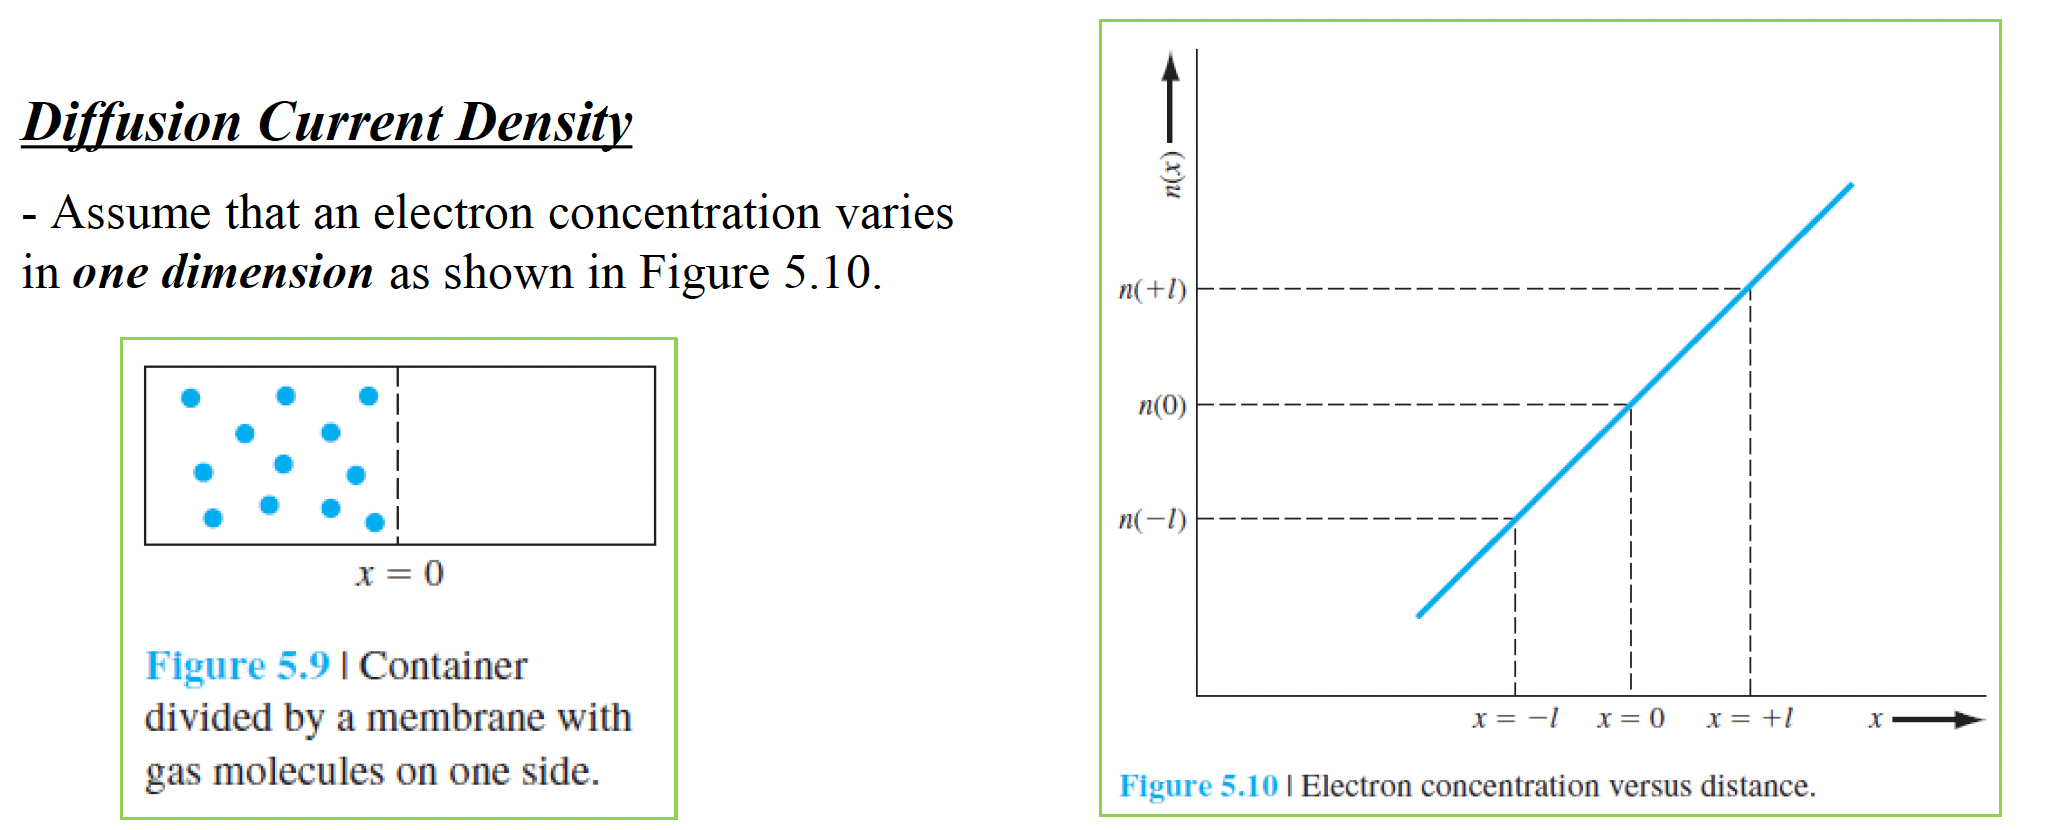 Diffusion Current Density
- Assume that an electron concentration varies
in one dimension as shown in Figure 5.10.
x = 0
Figure 5.9 | Container
divided by a membrane with
gas molecules on one side.
n(x)
n(+l)
n(0)
n(−l)
x = −l x = 0 x = +l x
Figure 5.10 | Electron concentration versus distance.